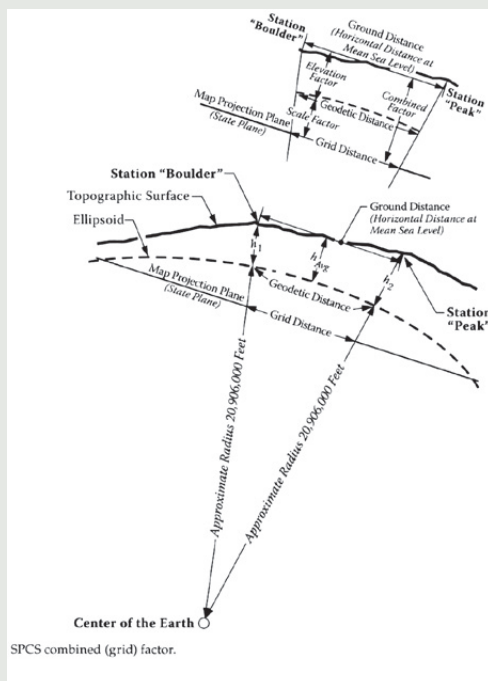 Station
"Boulder"
Ground Distance
(Horizontal Distance at
Mean Sea Level)
Elevation
Factor
Combined
Factor
Station
"Peak"
Geodetic Distance
Scale Factor
Map Projection Plane
(State Plane)
Grid Distance
Station "Boulder"
Topographic Surface
Ellipsoid
Ground Distance
(Horizontal Distance at
Mean Sea Level)
h1
h Avg
h2
Map Projection Plane
(State Plane)
Geodetic Distance
Grid Distance
Station
"Peak"
Approximate Radius 20,906,000 Feet
Approximate Radius 20,906,000 Feet
Center of the Earth
SPCS combined (grid) factor.